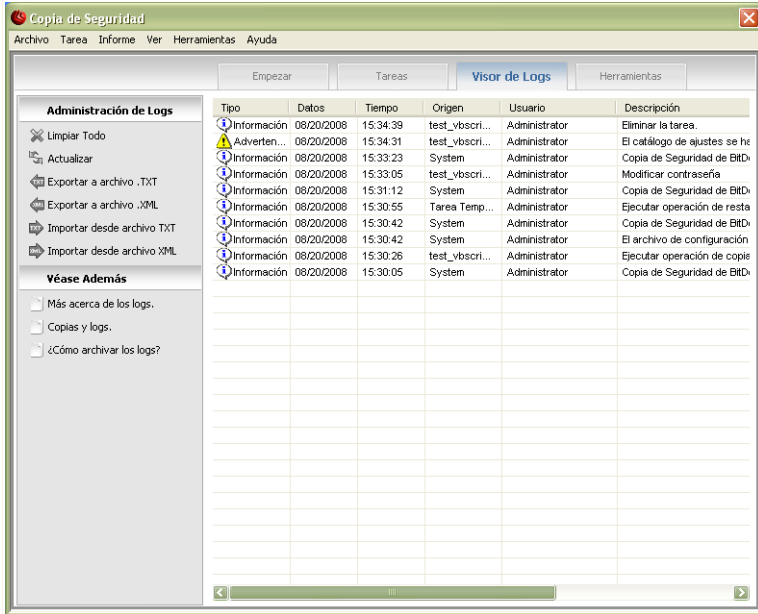 Copia de Seguridad
Archivo Tarea Informe Ver Herramientas Ayuda
Empezar Tareas Visor de Logs Herramientas
Administración de Logs
Limpiar Todo
Actualizar
Exportar a archivo .TXT
Exportar a archivo .XML
Importar desde archivo TXT
Importar desde archivo XML
Véase Además
Más acerca de los logs.
Copias y logs.
¿Cómo archivar los logs?
Tipo Datos Tiempo Origen Usuario Descripción
Información 08/20/2008 15:34:39 test_vbscri... Administrator Eliminar la tarea.
Adverten... 08/20/2008 15:34:31 test_vbscri... Administrator El catálogo de ajustes se ha
Información 08/20/2008 15:33:23 System Administrator Copia de Seguridad de BitD
Información 08/20/2008 15:33:05 test_vbscri... Administrator Modificar contraseña
Información 08/20/2008 15:31:12 System Administrator Copia de Seguridad de BitD
Información 08/20/2008 15:30:55 Tarea Temp... Administrator Ejecutar operación de resta
Información 08/20/2008 15:30:42 System Administrator Copia de Seguridad de BitD
Información 08/20/2008 15:30:42 System Administrator El archivo de configuración
Información 08/20/2008 15:30:26 test_vbscri... Administrator Ejecutar operación de copia
Información 08/20/2008 15:30:05 System Administrator Copia de Seguridad de BitD